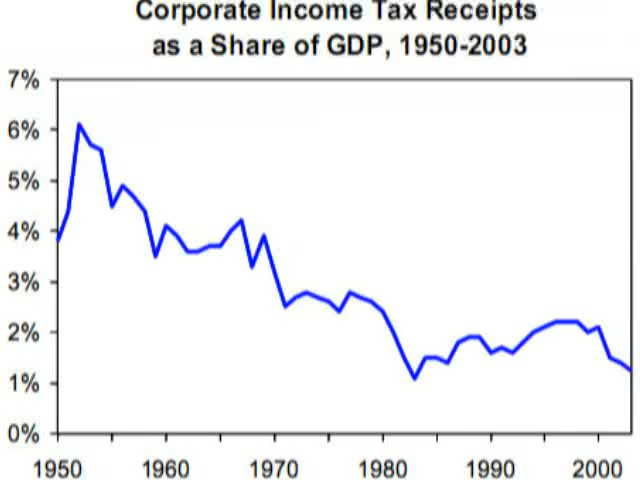 Corporate Income Tax Receipts
as a Share of GDP, 1950-2003
7%
6%
5%
4%
3%
2%
1%
0%
1950 1960 1970 1980 1990 2000